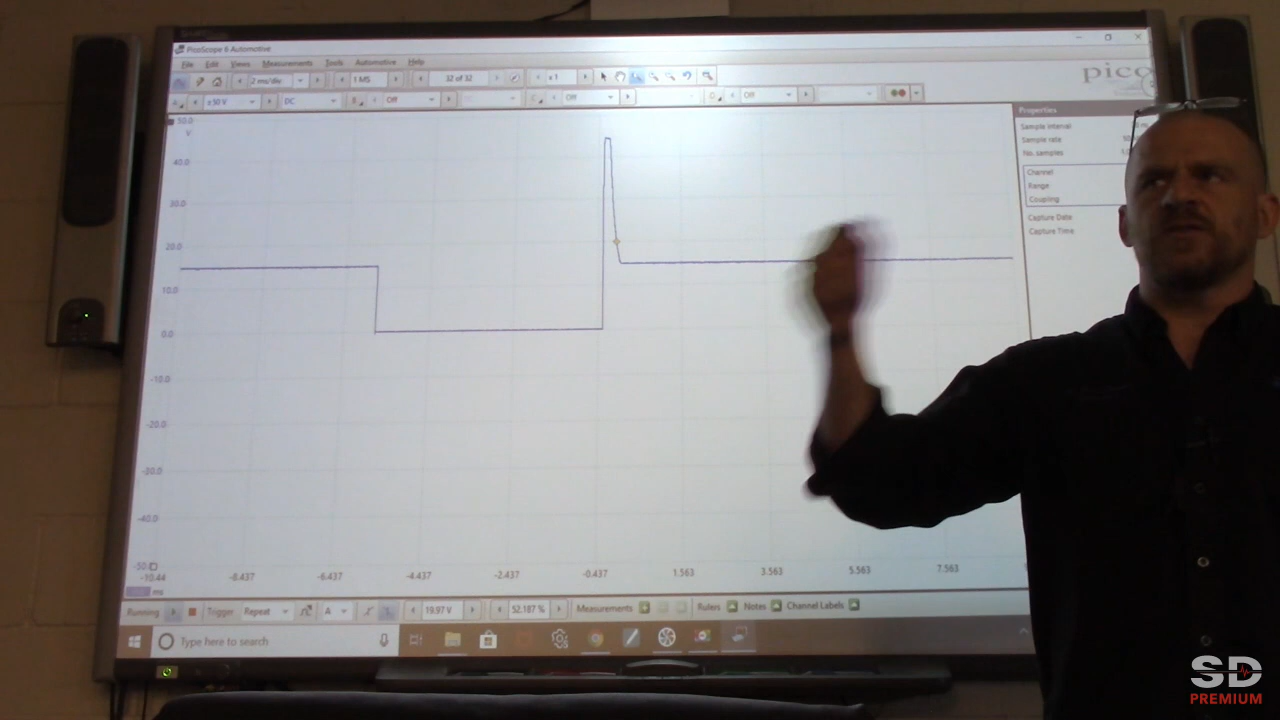 PicoScope 6 Automotive
File Edit Views Measurements Tools Automotive Help
2 ms/div 1 MS 32 of 32 x1
A ±50 V DC B Off C Off D Off
pico
50.0
V
40.0
30.0
20.0
10.0
0.0
-10.0
-20.0
-30.0
-40.0
-50.0
-10.44 -8.437 -6.437 -4.437 -2.437 -0.437 1.563 3.563 5.563 7.563
ms
Properties
Sample interval
Sample rate
No. samples
Channel
Range
Coupling
Capture Date
Capture Time
Running Trigger Repeat A 19.97 V 52.187 % Measurements Rulers Notes Channel Labels
Type here to search
SD
PREMIUM